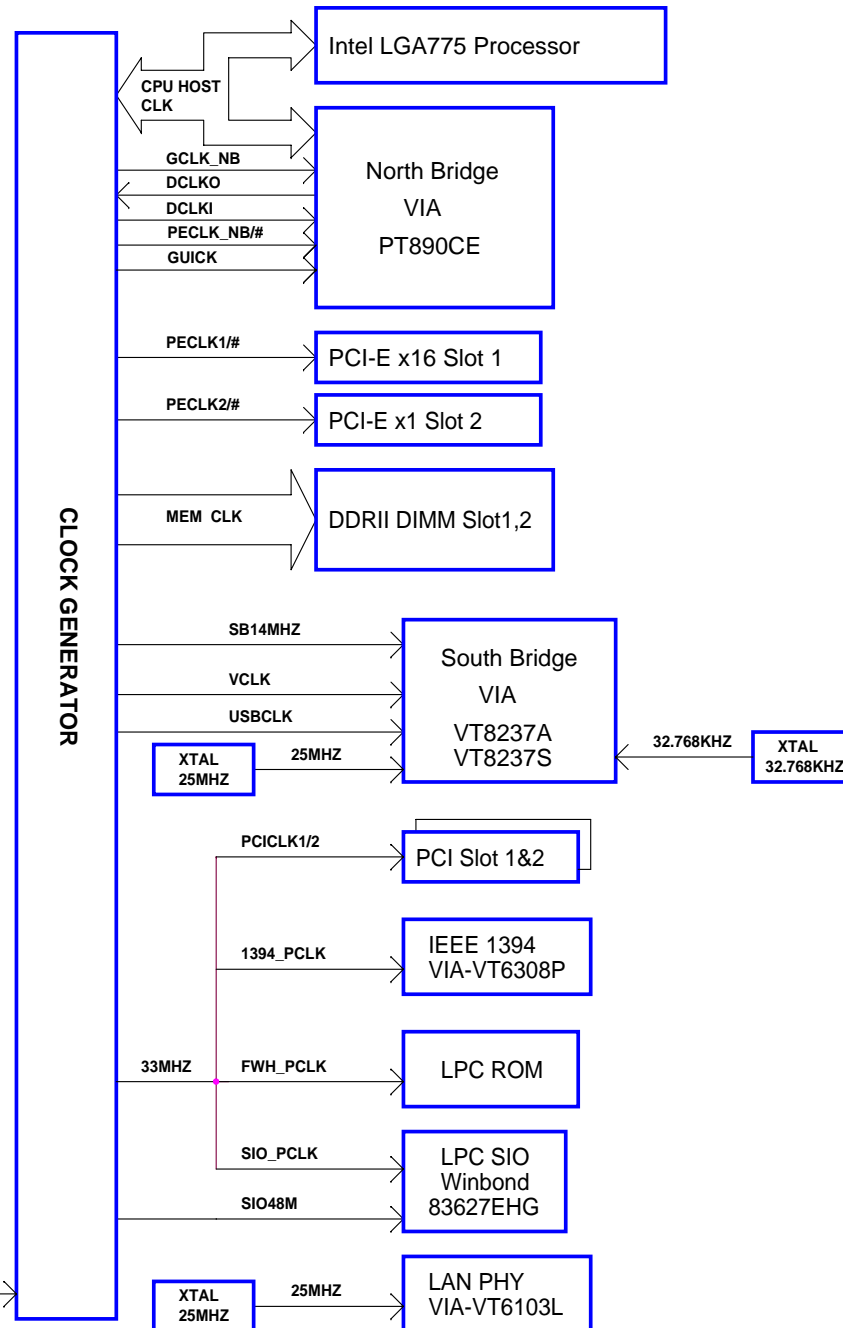 Intel LGA775 Processor
CPU HOST
CLK
GCLK_NB
DCLKO
DCLKI
PECLK_NB/#
GUICK
North Bridge
VIA
PT890CE
PECLK1/#
PCI-E x16 Slot 1
PECLK2/#
PCI-E x1 Slot 2
MEM CLK
DDRII DIMM Slot1,2
CLOCK GENERATOR
SB14MHZ
VCLK
USBCLK
XTAL
25MHZ
25MHZ
South Bridge
VIA
VT8237A
VT8237S
32.768KHZ
XTAL
32.768KHZ
PCICLK1/2
PCI Slot 1&2
1394_PCLK
IEEE 1394
VIA-VT6308P
33MHZ
FWH_PCLK
LPC ROM
SIO_PCLK
SIO48M
LPC SIO
Winbond
83627EHG
XTAL
25MHZ
25MHZ
LAN PHY
VIA-VT6103L